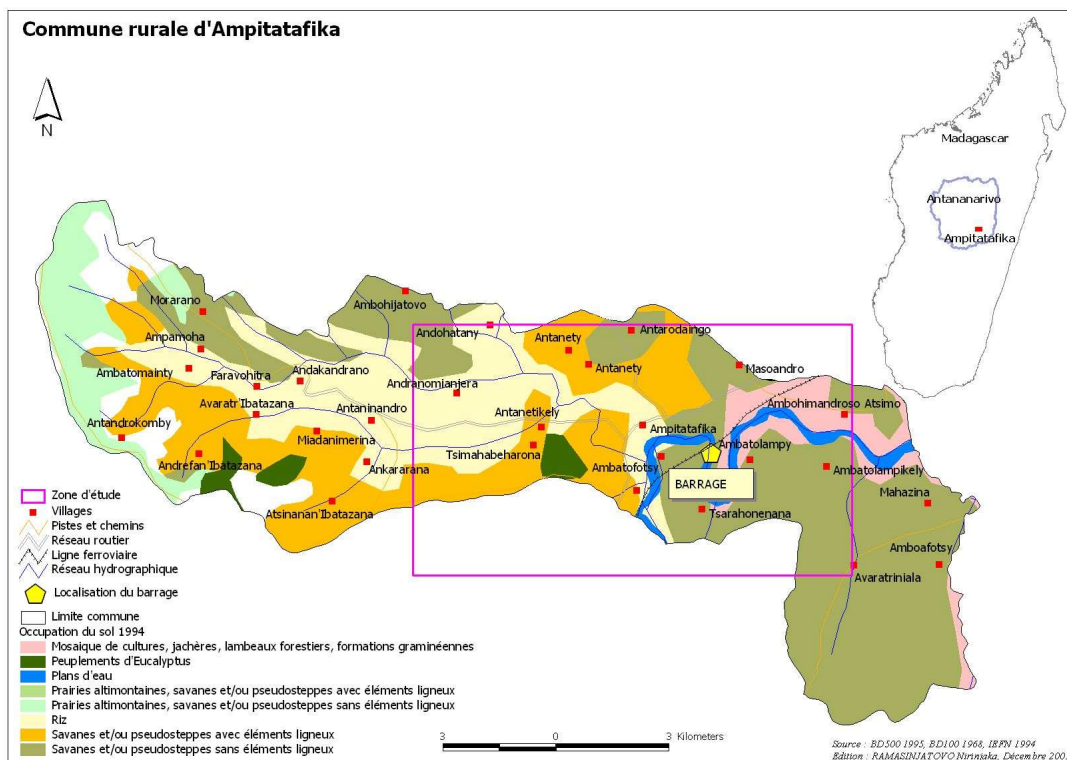 Commune rurale d'Ampitatafika
N
Madagascar
Antananarivo
Ampitatafika
Morarano
Ambohijatovo
Ampamoha
Andohatany
Antanety
Antarodaingo
Ambatomainty
Faravohitra
Andakandrano
Andranomianjera
Antanety
Masoandro
Avaratr'Ibatazana
Antaninandro
Antanetikely
Ambohimandroso Atsimo
Antandrokomby
Miadanimerina
Ampitatafika
Andrefan'Ibatazana
Ankararana
Tsimahabeharona
Ambatofotsy
Ambatolampy
Ambatolampikely
BARRAGE
Atsinanan'Ibatazana
Tsarahonenana
Mahazina
Amboafotsy
Avaratriniala
Zone d'étude
Villages
Pistes et chemins
Réseau routier
Ligne ferroviaire
Réseau hydrographique
Localisation du barrage
Limite commune
Occupation du sol 1994
Mosaique de cultures, jachères, lambeaux forestiers, formations graminéennes
Peuplements d'Eucalyptus
Plans d'eau
Prairies altimontaines, savanes et/ou pseudosteppes avec éléments ligneux
Prairies altimontaines, savanes et/ou pseudosteppes sans éléments ligneux
Riz
Savanes et/ou pseudosteppes avec éléments ligneux
Savanes et/ou pseudosteppes sans éléments ligneux
3 0 3 Kilometers
Source : BD500 1995, BD100 1968, IEFN 1994
Edition : RAMASINJATOVO Nirinjaka, Décembre